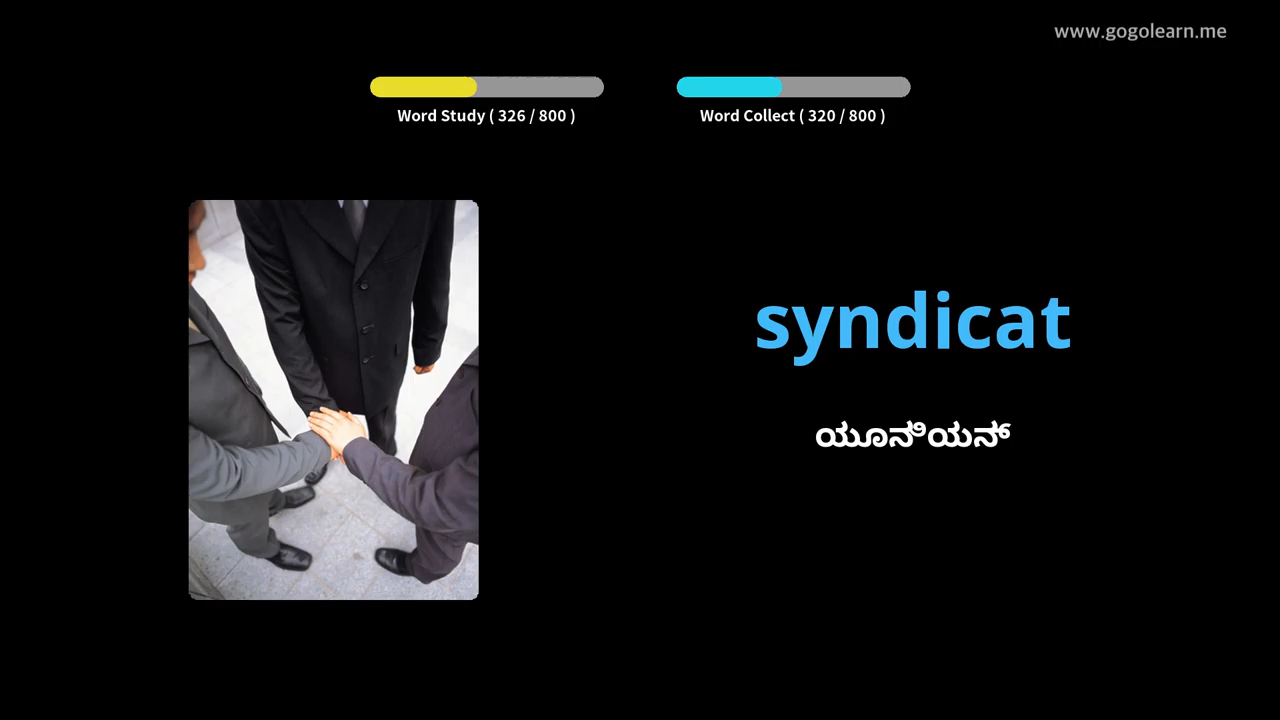 www.gogolearn.me
Word Study ( 326 / 800 )
Word Collect ( 320 / 800 )
syndicat
ಯೂನಿಯನ್